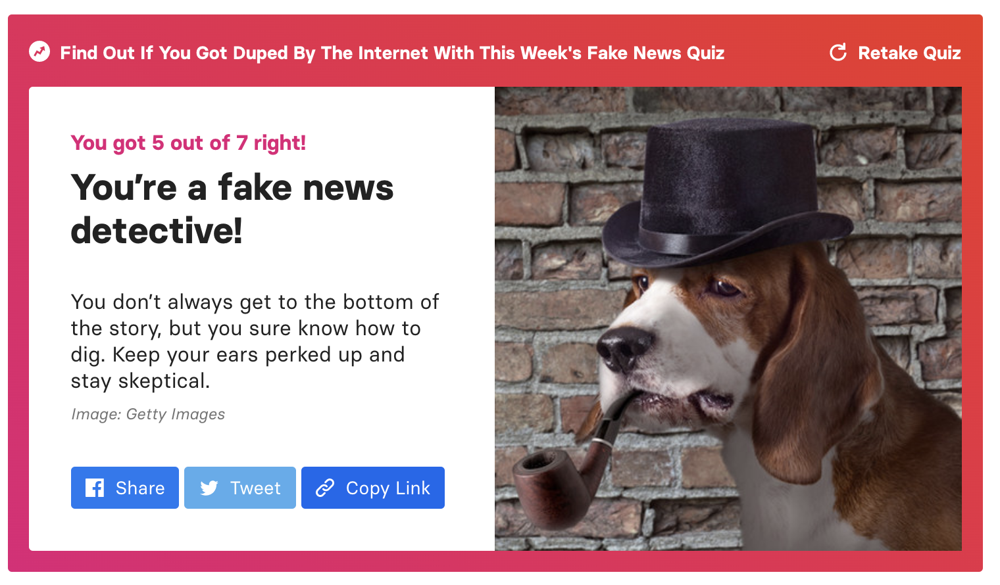 Find Out If You Got Duped By The Internet With This Week's Fake News Quiz
Retake Quiz
You got 5 out of 7 right!
You’re a fake news
detective!
You don’t always get to the bottom of
the story, but you sure know how to
dig. Keep your ears perked up and
stay skeptical.
Image: Getty Images
Share
Tweet
Copy Link